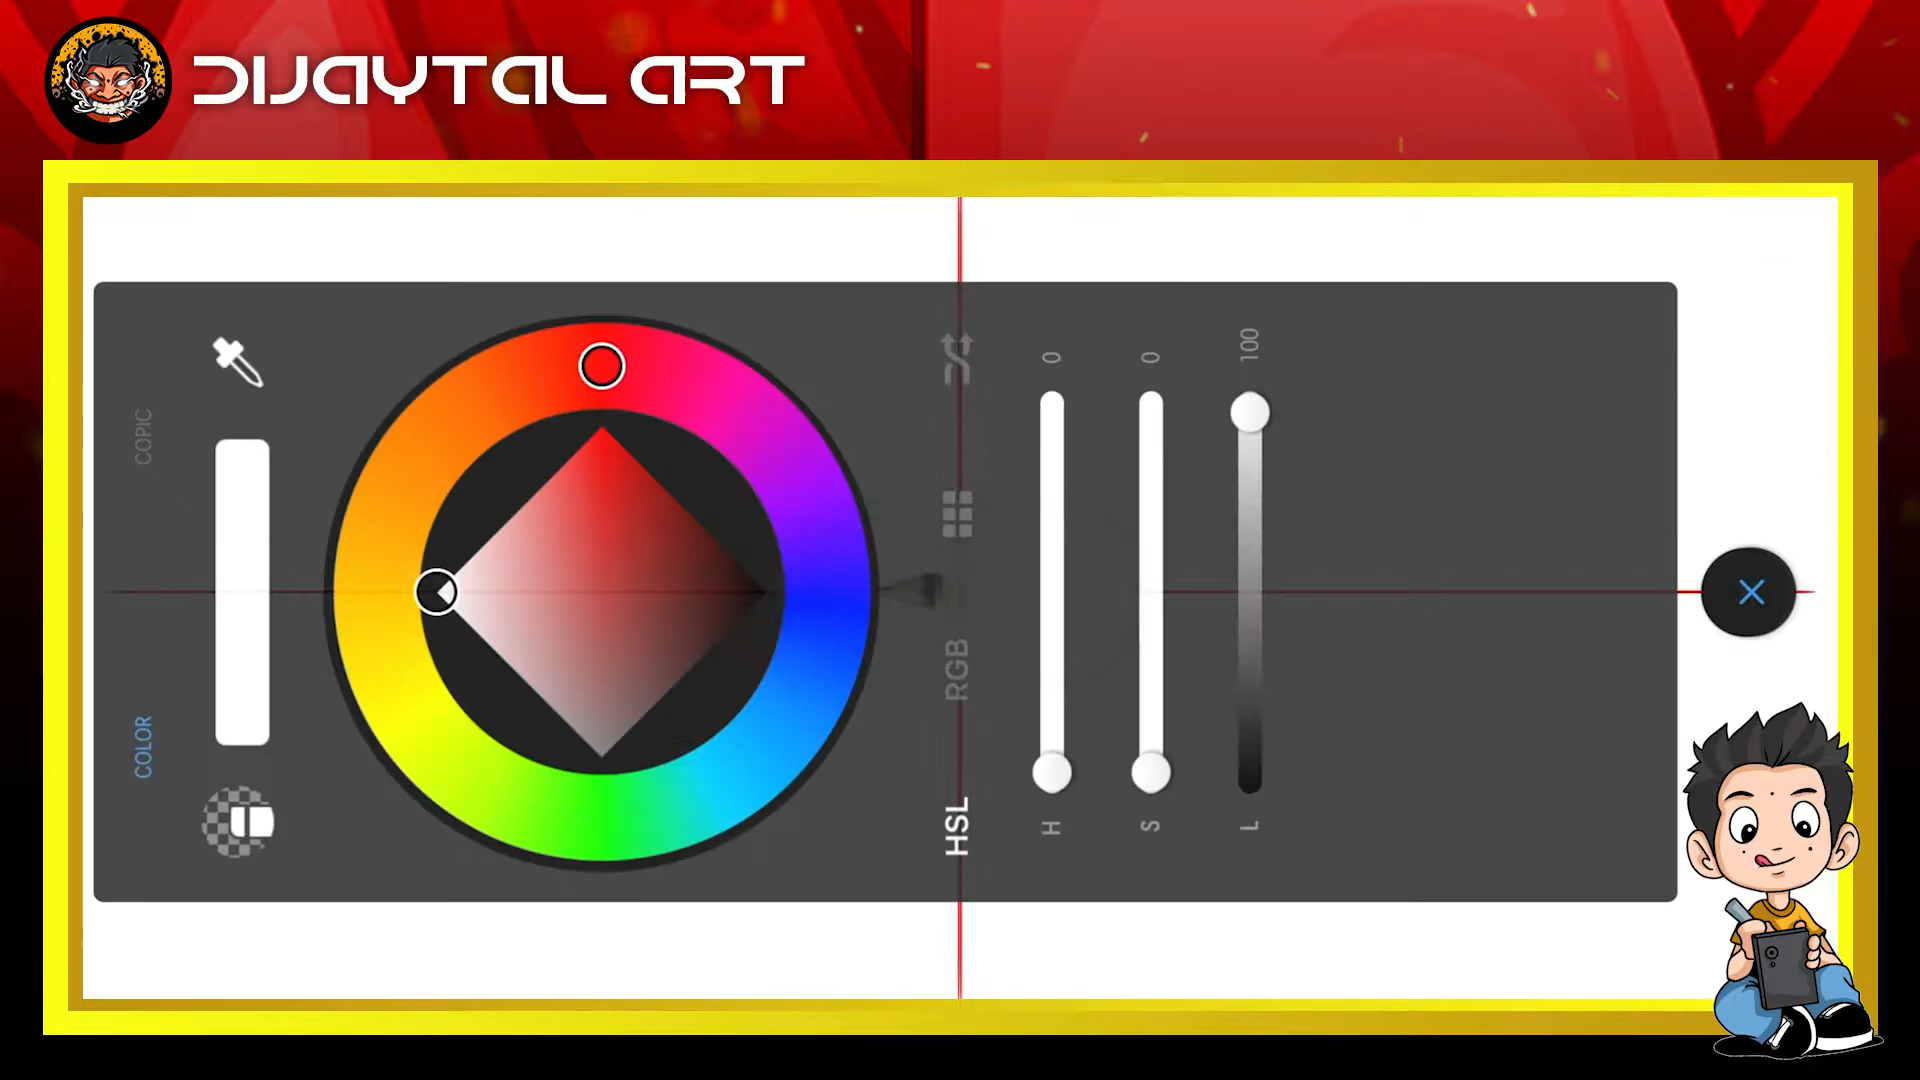 DIJAYTAL ART
COLOR
COPIC
HSL
RGB
H 0
S 0
L 100